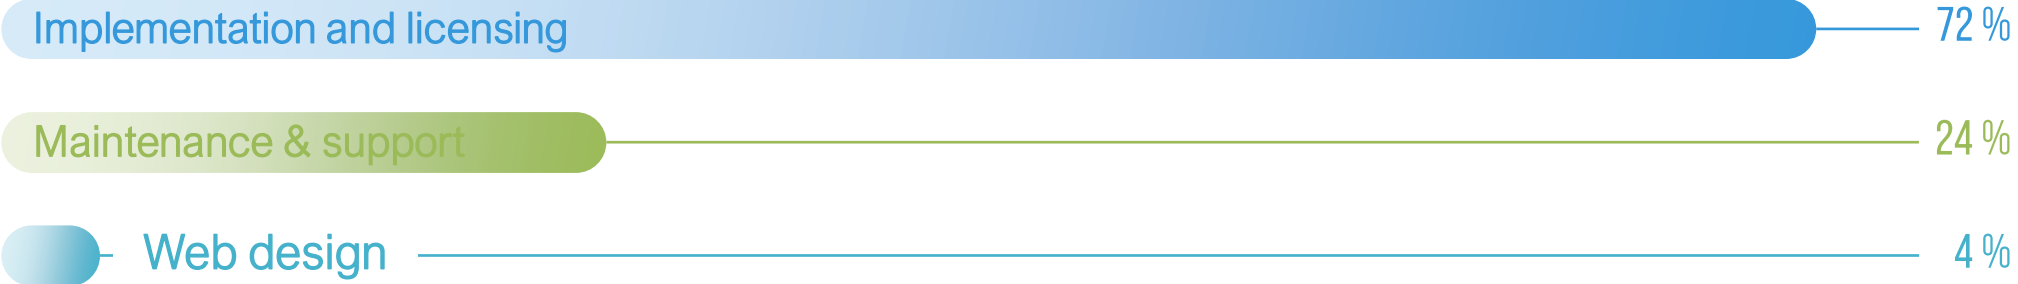 Implementation and licensing 72 %
Maintenance & support 24 %
Web design 4 %